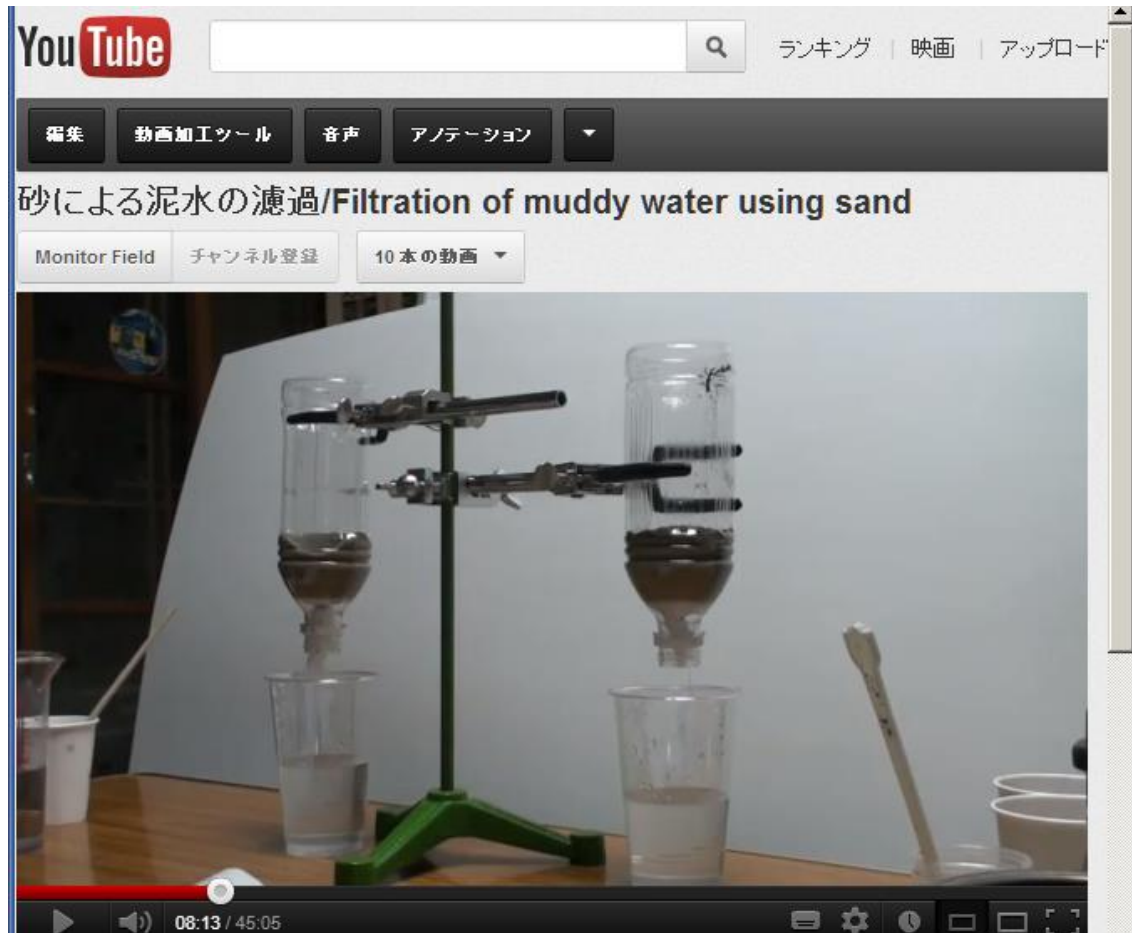 YouTube
ランキング | 映画 | アップロード
編集 動画加工ツール 音声 アノテーション
砂による泥水の濾過/Filtration of muddy water using sand
Monitor Field チャンネル登録 10 本の動画
08:13 / 45:05